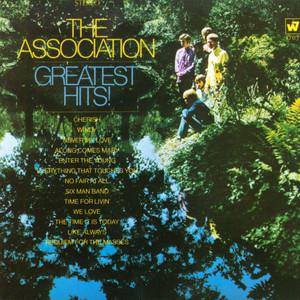 STEREO
THE
ASSOCIATION
GREATEST
HITS!
CHERISH
WINDY
NEVER MY LOVE
ALONG COMES MARY
ENTER THE YOUNG
EVERYTHING THAT TOUCHES YOU
NO FAIR AT ALL
SIX MAN BAND
TIME FOR LIVIN'
WE LOVE
THE TIME IT IS TODAY
LIKE ALWAYS
REQUIEM FOR THE MASSES
W